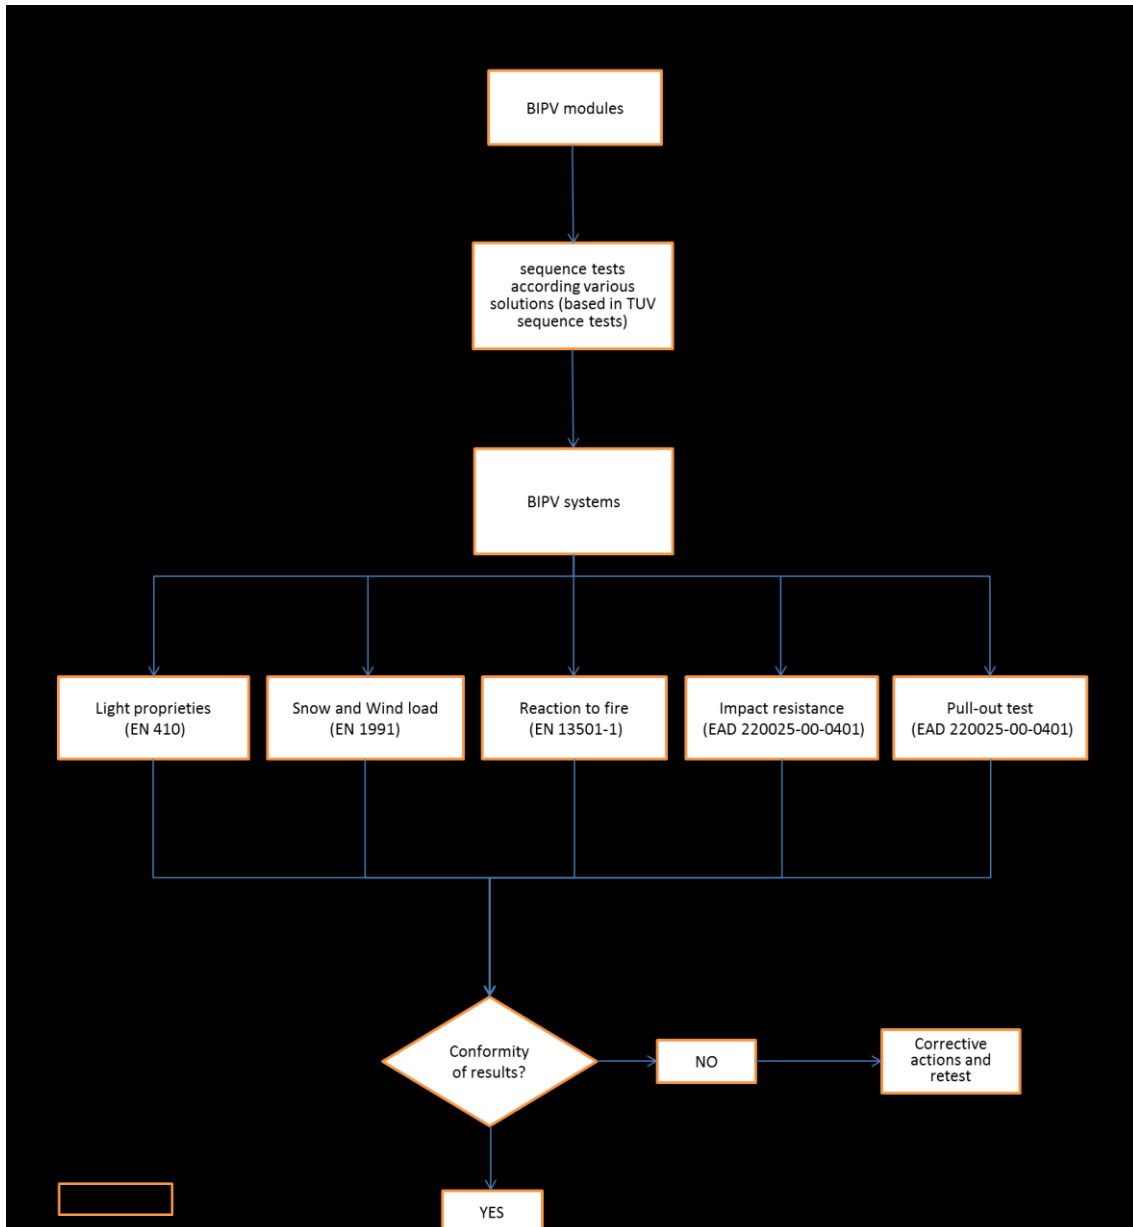 BIPV modules
sequence tests
according various
solutions (based in TUV
sequence tests)
BIPV systems
Light proprieties
(EN 410)
Snow and Wind load
(EN 1991)
Reaction to fire
(EN 13501-1)
Impact resistance
(EAD 220025-00-0401)
Pull-out test
(EAD 220025-00-0401)
Conformity
of results?
NO
Corrective
actions and
retest
YES